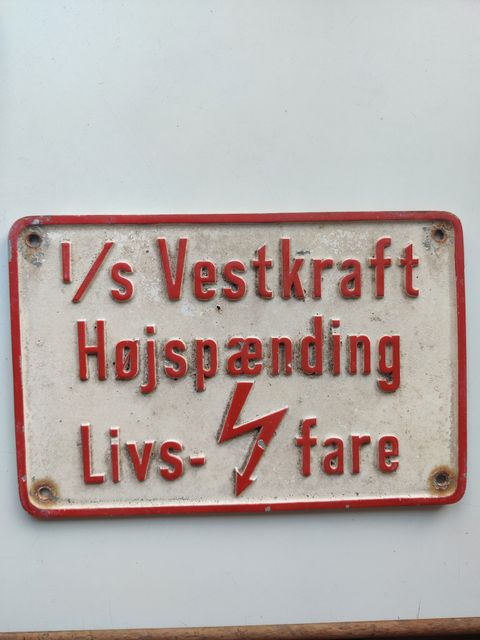 I/s Vestkraft
Højspænding
Livs- fare